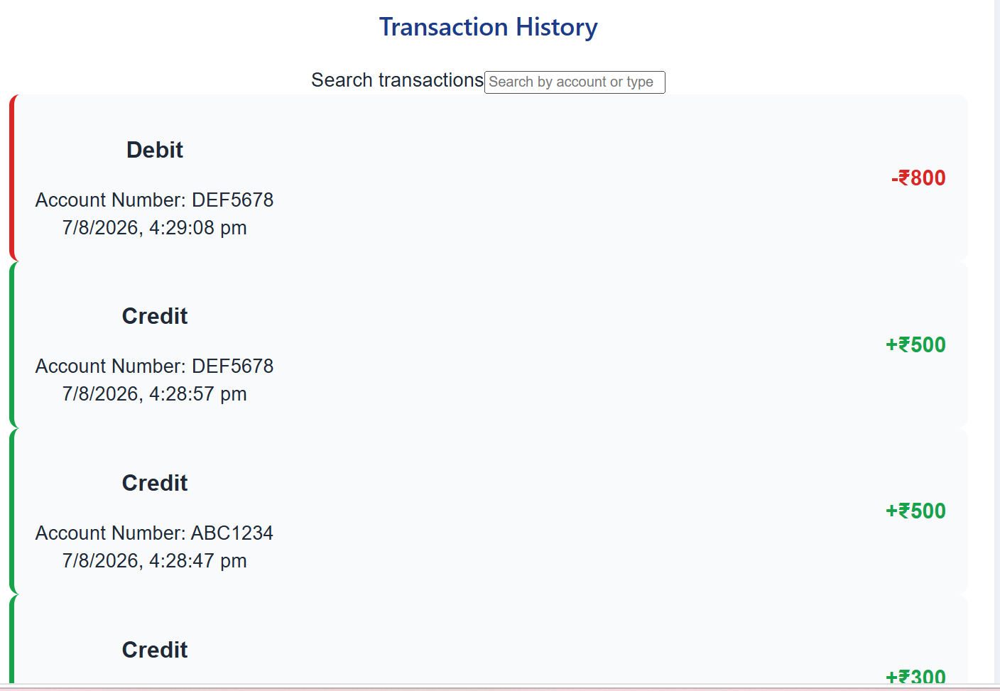 Transaction History
Search transactions Search by account or type
Debit
-₹800
Account Number: DEF5678
7/8/2026, 4:29:08 pm
Credit
+₹500
Account Number: DEF5678
7/8/2026, 4:28:57 pm
Credit
+₹500
Account Number: ABC1234
7/8/2026, 4:28:47 pm
Credit
+₹300